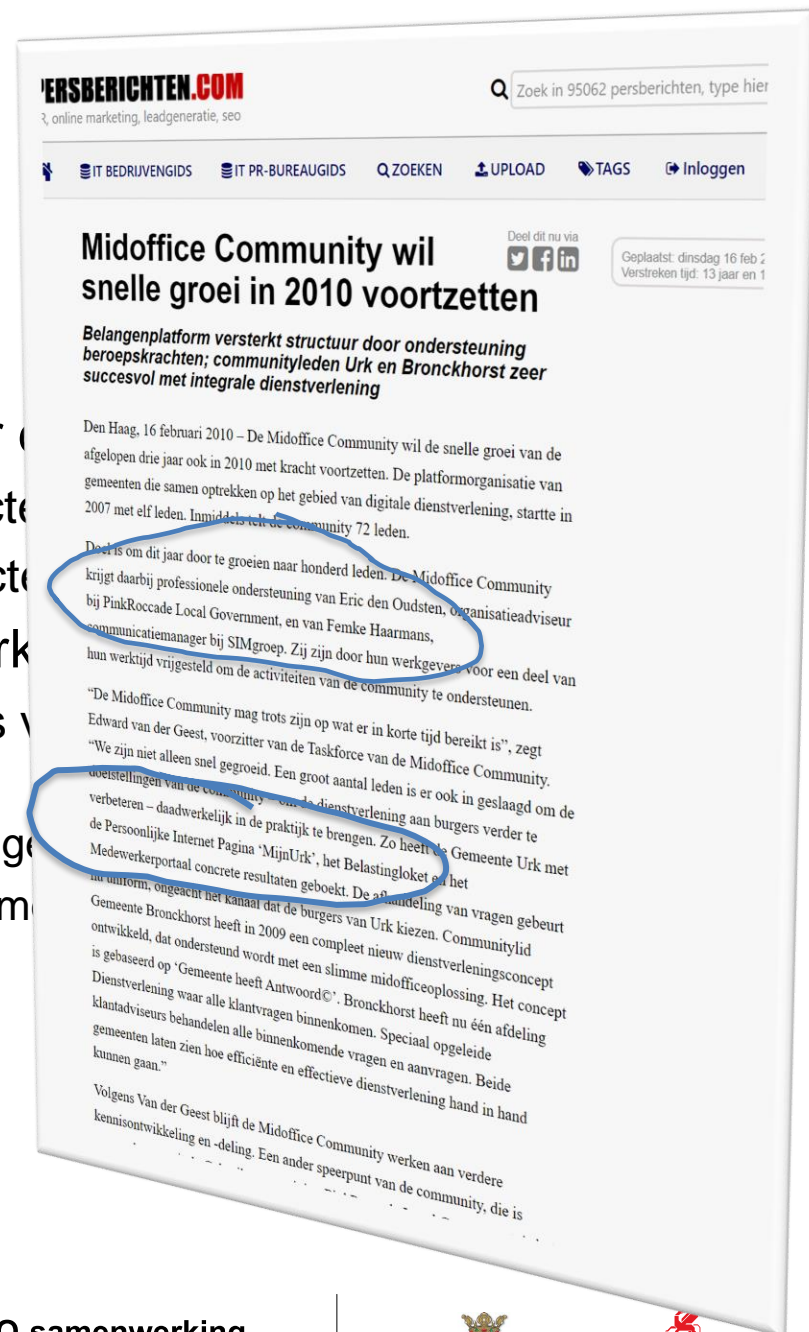 PERSBERICHTEN.COM
R, online marketing, leadgeneratie, seo
Zoek in 95062 persberichten, type hier
IT BEDRIJVENGIDS IT PR-BUREAUGIDS ZOEKEN UPLOAD TAGS Inloggen
Midoffice Community wil
snelle groei in 2010 voortzetten
Deel dit nu via
Geplaatst: dinsdag 16 feb 2
Verstreken tijd: 13 jaar en 1
Belangenplatform versterkt structuur door ondersteuning
beroepskrachten; communityleden Urk en Bronckhorst zeer
succesvol met integrale dienstverlening
Den Haag, 16 februari 2010 – De Midoffice Community wil de snelle groei van de
afgelopen drie jaar ook in 2010 met kracht voortzetten. De platformorganisatie van
gemeenten die samen optrekken op het gebied van digitale dienstverlening, startte in
2007 met elf leden. Inmiddels telt de community 72 leden.
Doel is om dit jaar door te groeien naar honderd leden. De Midoffice Community
krijgt daarbij professionele ondersteuning van Eric den Oudsten, organisatieadviseur
bij PinkRoccade Local Government, en van Femke Haarmans,
communicatiemanager bij SIMgroep. Zij zijn door hun werkgevers voor een deel van
hun werktijd vrijgesteld om de activiteiten van de community te ondersteunen.
“De Midoffice Community mag trots zijn op wat er in korte tijd bereikt is”, zegt
Edward van der Geest, voorzitter van de Taskforce van de Midoffice Community.
“We zijn niet alleen snel gegroeid. Een groot aantal leden is er ook in geslaagd om de
doelstellingen van de community – om de dienstverlening aan burgers verder te
verbeteren – daadwerkelijk in de praktijk te brengen. Zo heeft de Gemeente Urk met
de Persoonlijke Internet Pagina ‘MijnUrk’, het Belastingloket en het
Medewerkerportaal concrete resultaten geboekt. De afhandeling van vragen gebeurt
nu uniform, ongeacht het kanaal dat de burgers van Urk kiezen. Communitylid
Gemeente Bronckhorst heeft in 2009 een compleet nieuw dienstverleningsconcept
ontwikkeld, dat ondersteund wordt met een slimme midofficeoplossing. Het concept
is gebaseerd op ‘Gemeente heeft Antwoord©’. Bronckhorst heeft nu één afdeling
Dienstverlening waar alle klantvragen binnenkomen. Speciaal opgeleide
klantadviseurs behandelen alle binnenkomende vragen en aanvragen. Beide
gemeenten laten zien hoe efficiënte en effectieve dienstverlening hand in hand
kunnen gaan.”
Volgens Van der Geest blijft de Midoffice Community werken aan verdere
kennisontwikkeling en -deling. Een ander speerpunt van de community, die is
samenwerking